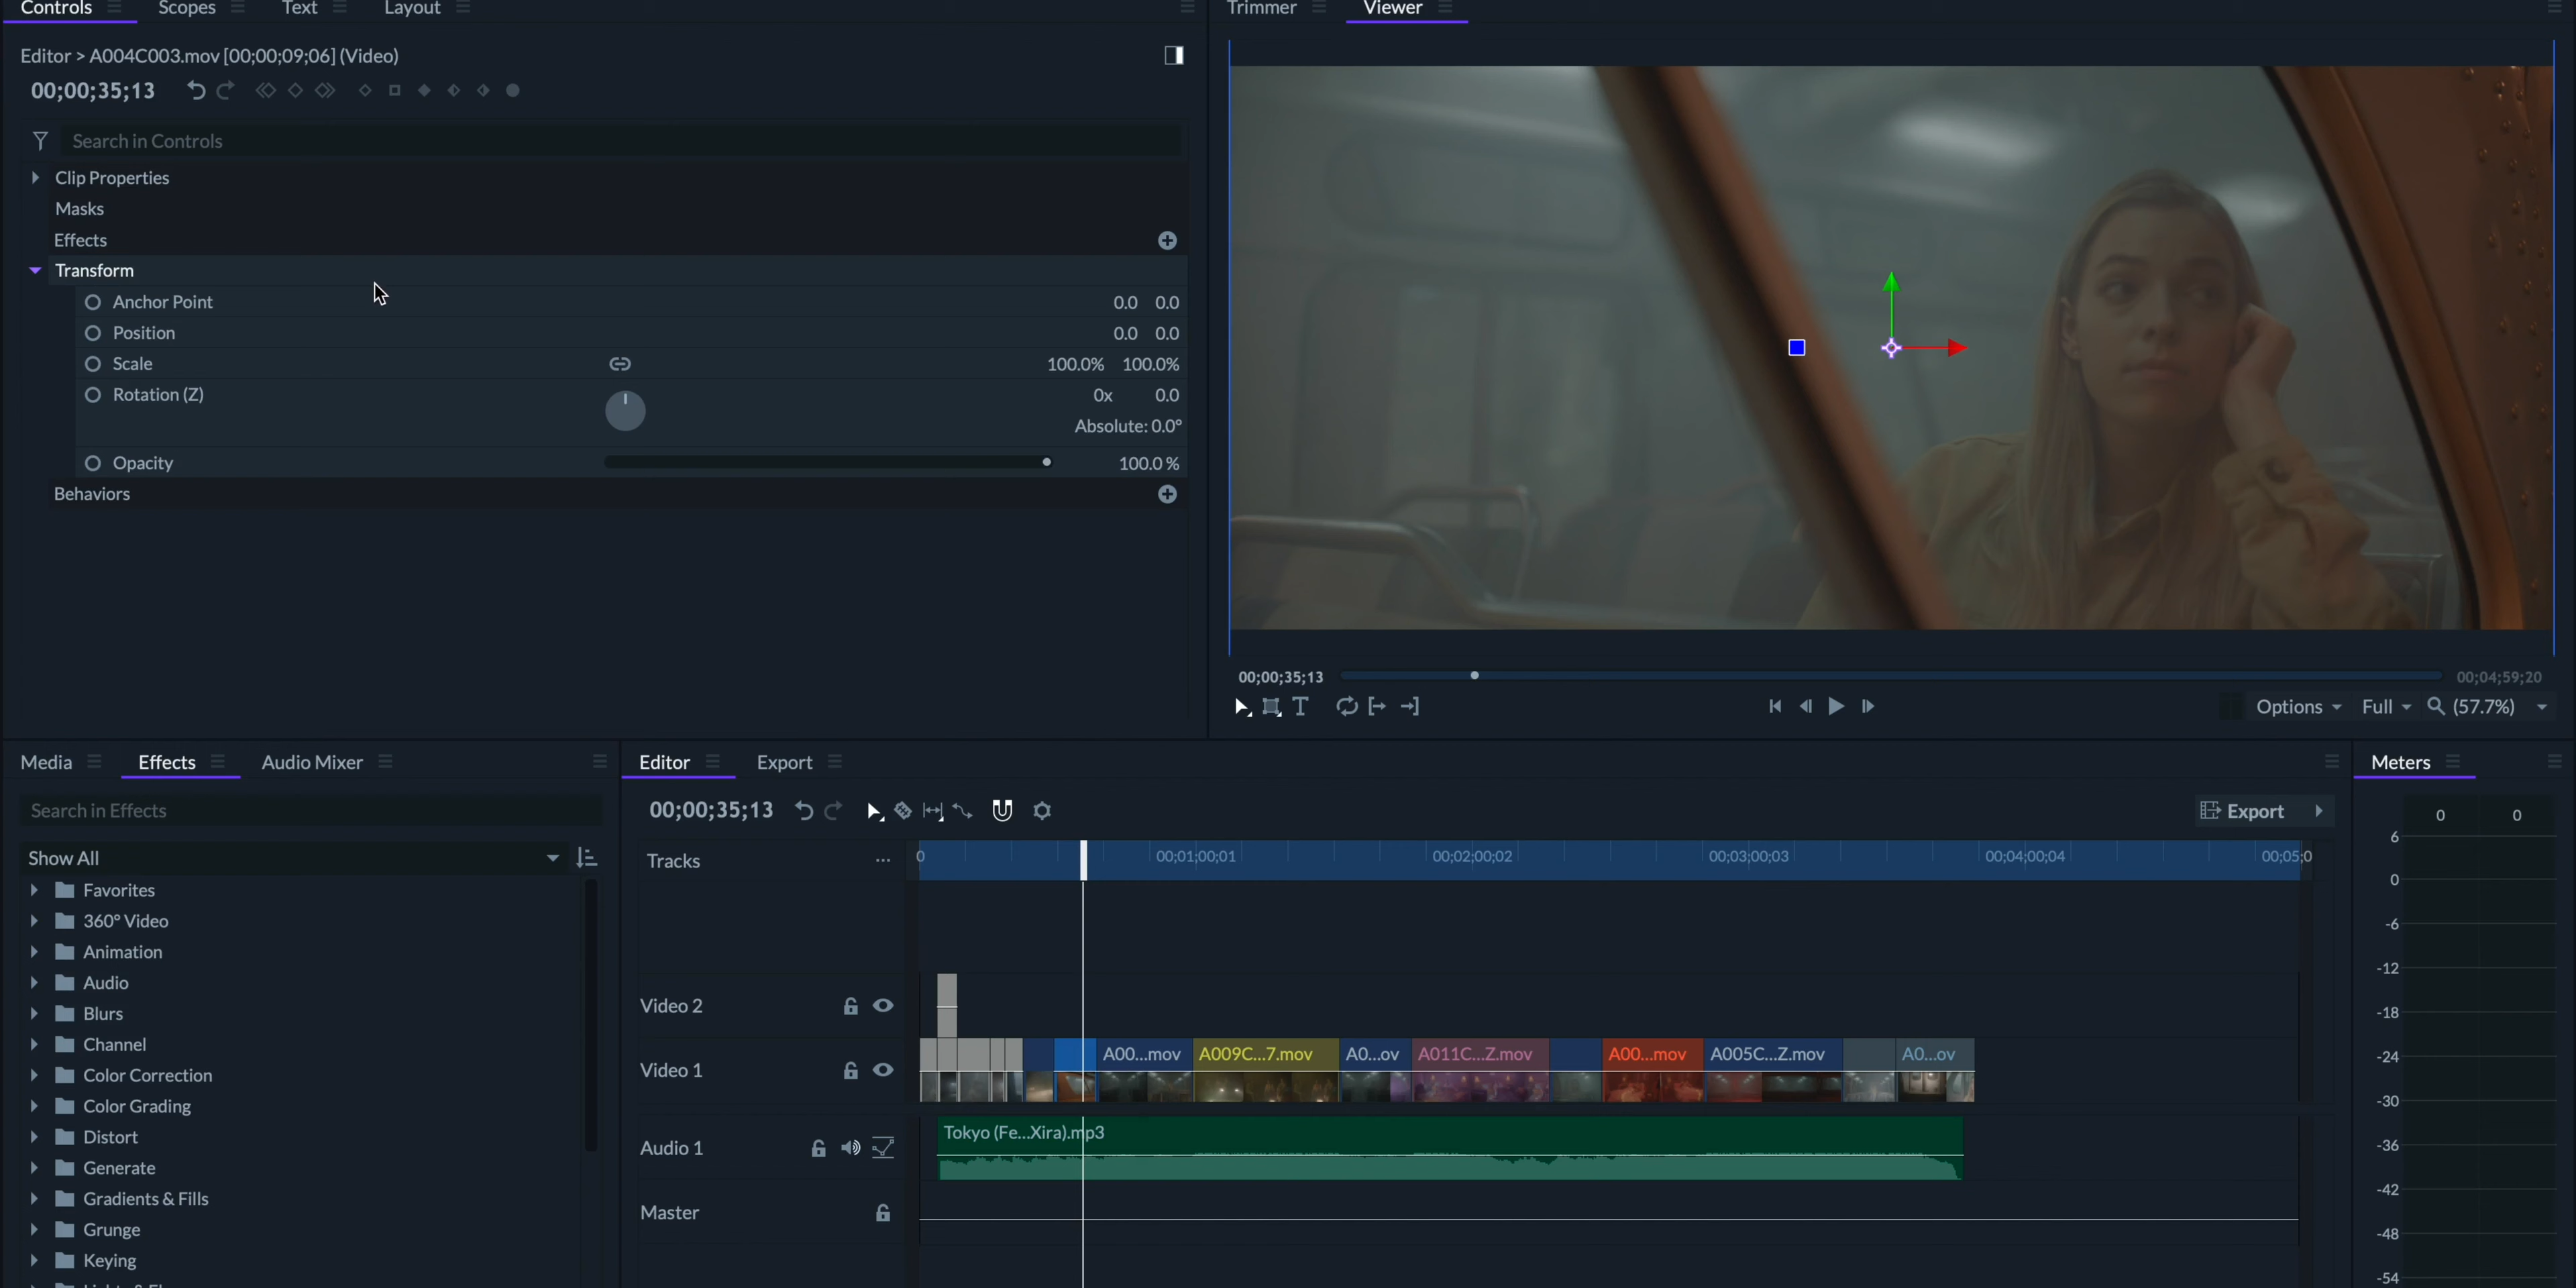 Controls Scopes Text Layout
Editor > A004C003.mov [00;00;09;06] (Video)
00;00;35;13
Search in Controls
Clip Properties
Masks
Effects
Transform
Anchor Point 0.0 0.0
Position 0.0 0.0
Scale 100.0% 100.0%
Rotation (Z) 0x 0.0
Absolute: 0.0°
Opacity 100.0 %
Behaviors
Trimmer Viewer
00;00;35;13 00;04;59;20
Options Full (57.7%)
Media Effects Audio Mixer
Search in Effects
Show All
Favorites
360° Video
Animation
Audio
Blurs
Channel
Color Correction
Color Grading
Distort
Generate
Gradients & Fills
Grunge
Keying
Editor Export
00;00;35;13 Export
Tracks ... 0 00;01;00;01 00;02;00;02 00;03;00;03 00;04;00;04 00;05;0
Video 2
Video 1 A00...mov A009C...7.mov A0...ov A011C...Z.mov A00...mov A005C...Z.mov A0...ov
Audio 1 Tokyo (Fe...Xira).mp3
Master
Meters
0 0
6
0
-6
-12
-18
-24
-30
-36
-42
-48
-54